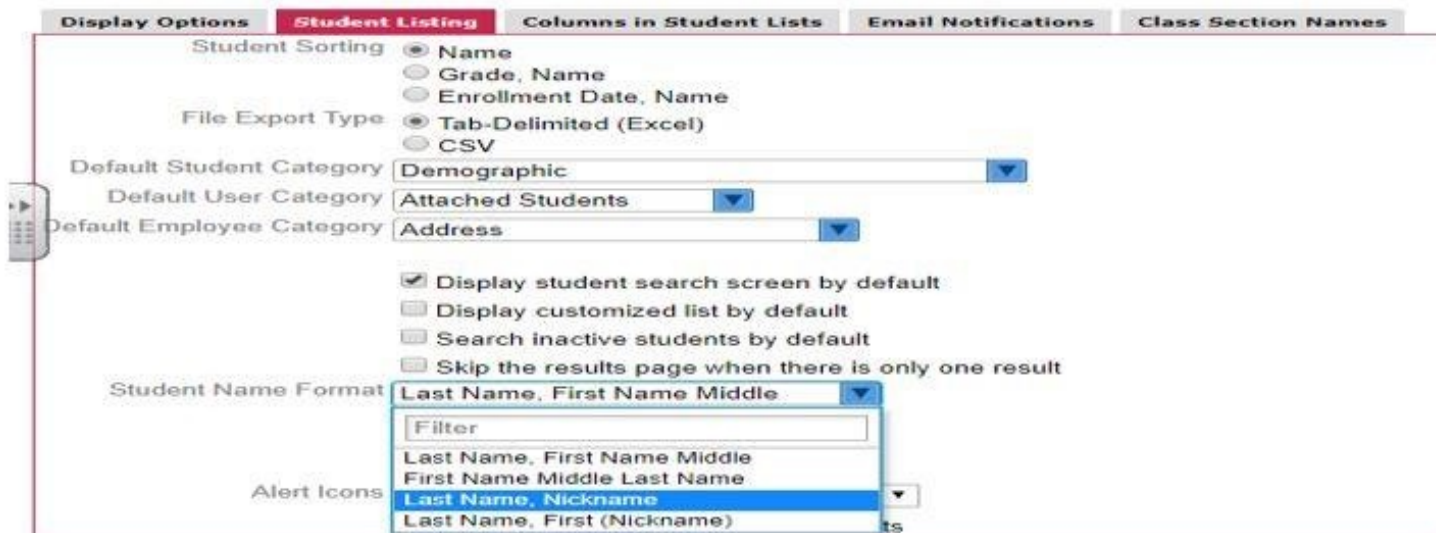 Display Options Student Listing Columns in Student Lists Email Notifications Class Section Names
Student Sorting Name
Grade, Name
Enrollment Date, Name
File Export Type Tab-Delimited (Excel)
CSV
Default Student Category Demographic
Default User Category Attached Students
efault Employee Category Address
Display student search screen by default
Display customized list by default
Search inactive students by default
Skip the results page when there is only one result
Student Name Format Last Name, First Name Middle
Filter
Last Name, First Name Middle
First Name Middle Last Name
Alert Icons Last Name, Nickname
Last Name, First (Nickname) ts